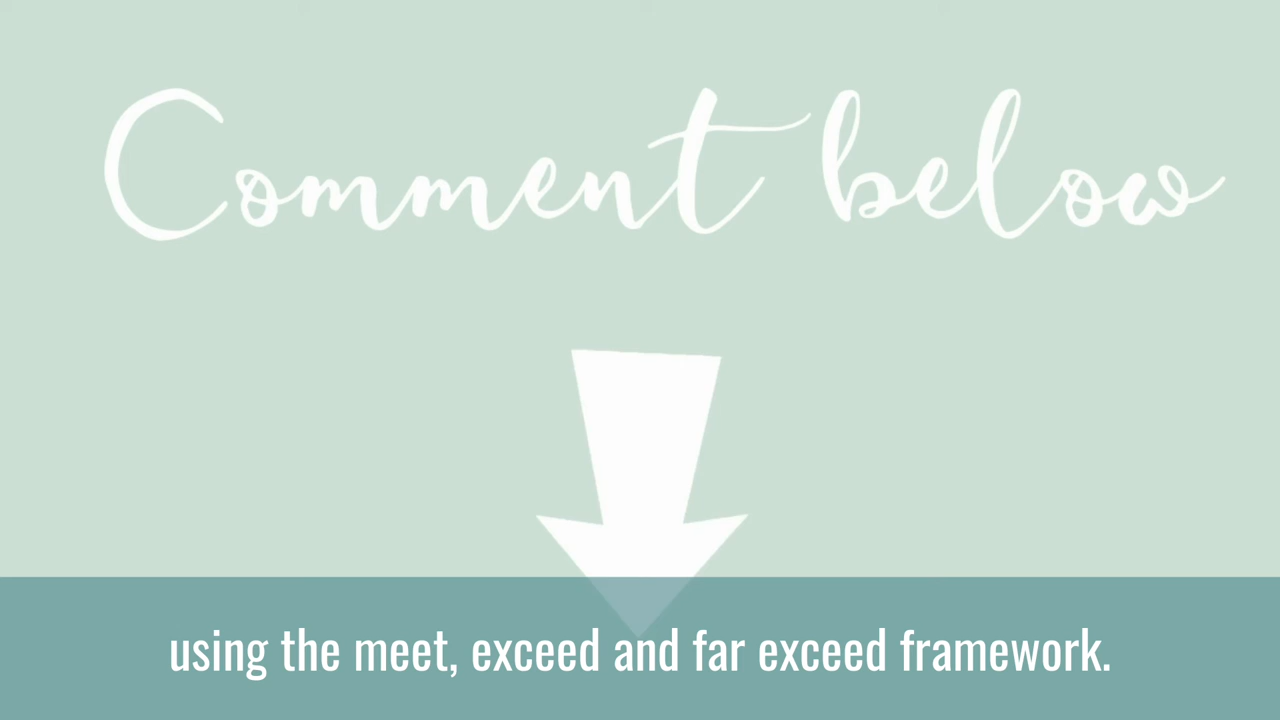 Comment below
using the meet, exceed and far exceed framework.